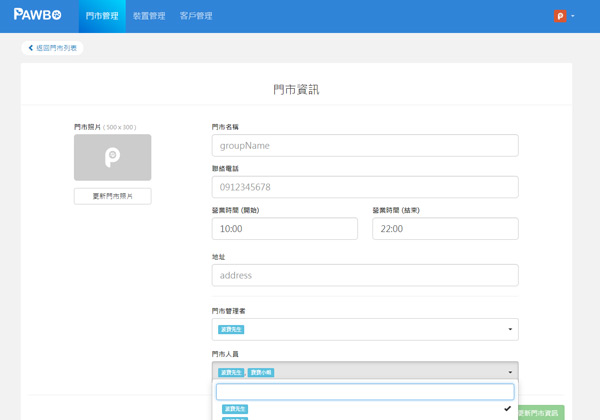 PAWBO 門市管理 裝置管理 客戶管理
返回門市列表
門市資訊
門市照片 (500 x 300)
更新門市照片
門市名稱
groupName
聯絡電話
0912345678
營業時間 (開始) 營業時間 (結束)
10:00 22:00
地址
address
門市管理者
波寶先生
門市人員
波寶先生 寶寶小姐
波寶先生
更新門市資訊